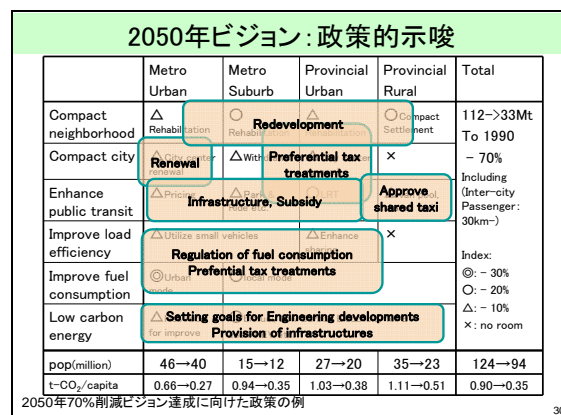 2050年ビジョン：政策的示唆
Metro Urban
Metro Suburb
Provincial Urban
Provincial Rural
Total
Compact neighborhood
△ Rehabilitation
○
△
○Compact Settlement
Redevelopment
112->33Mt
To 1990
－70%
Including
(Inter-city
Passenger:
30km-)
Compact city
△City center renewal
△
×
Renewal
Preferential tax treatments
Enhance public transit
△Pricing
△Park & Ride etc.
○LRT
Infrastructure, Subsidy
Approve shared taxi
Improve load efficiency
△Utilize small vehicles
△Enhance
×
Regulation of fuel consumption
Prefential tax treatments
Improve fuel consumption
◎Urban mode
○local mode
Index:
◎: －30%
○: －20%
△: －10%
×: no room
Low carbon energy
△
for improve
Setting goals for Engineering developments
Provision of infrastructures
pop(million)
46→40
15→12
27→20
35→23
124→94
t-CO₂/capita
0.66→0.27
0.94→0.35
1.03→0.38
1.11→0.51
0.90→0.35
2050年70%削減ビジョン達成に向けた政策の例
30